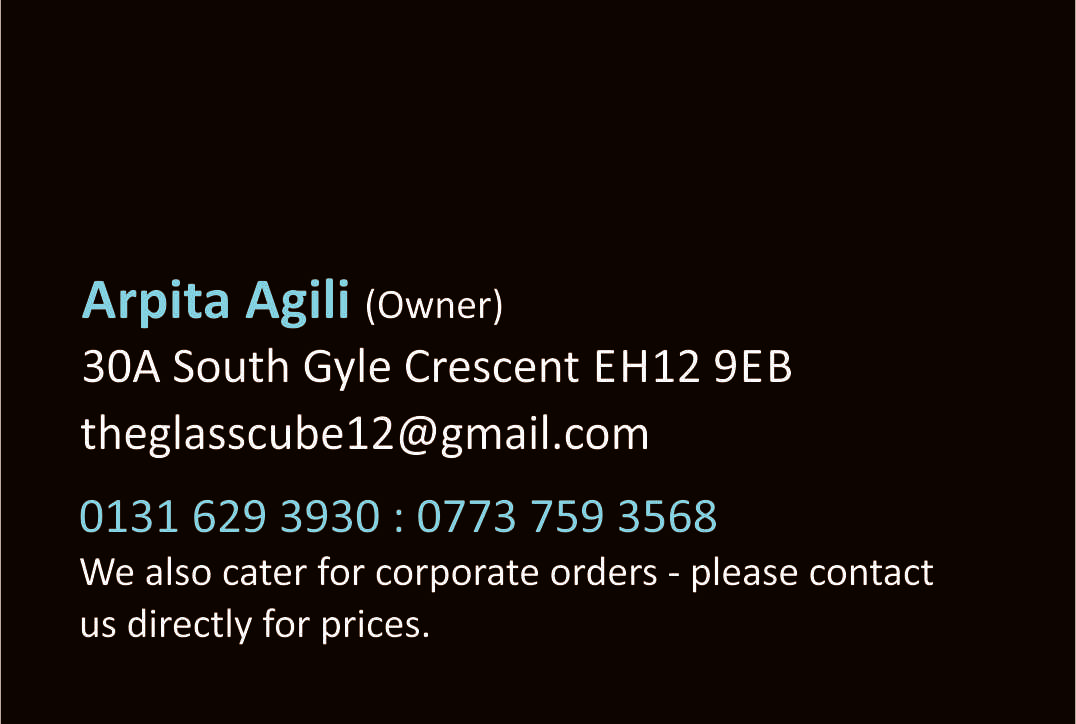 Arpita Agili (Owner)
30A South Gyle Crescent EH12 9EB
theglasscube12@gmail.com
0131 629 3930 : 0773 759 3568
We also cater for corporate orders - please contact
us directly for prices.